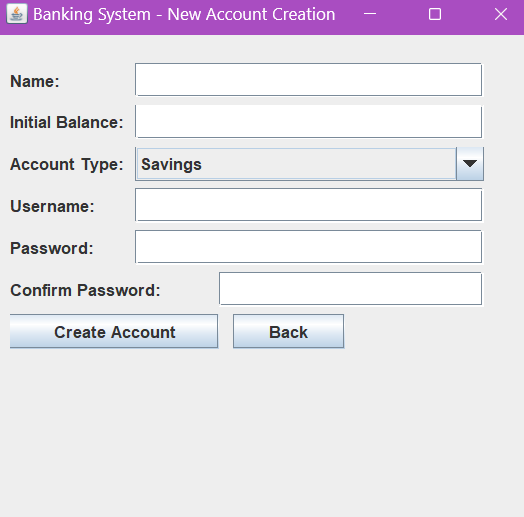 Banking System - New Account Creation
Name:
Initial Balance:
Account Type: Savings
Username:
Password:
Confirm Password:
Create Account Back